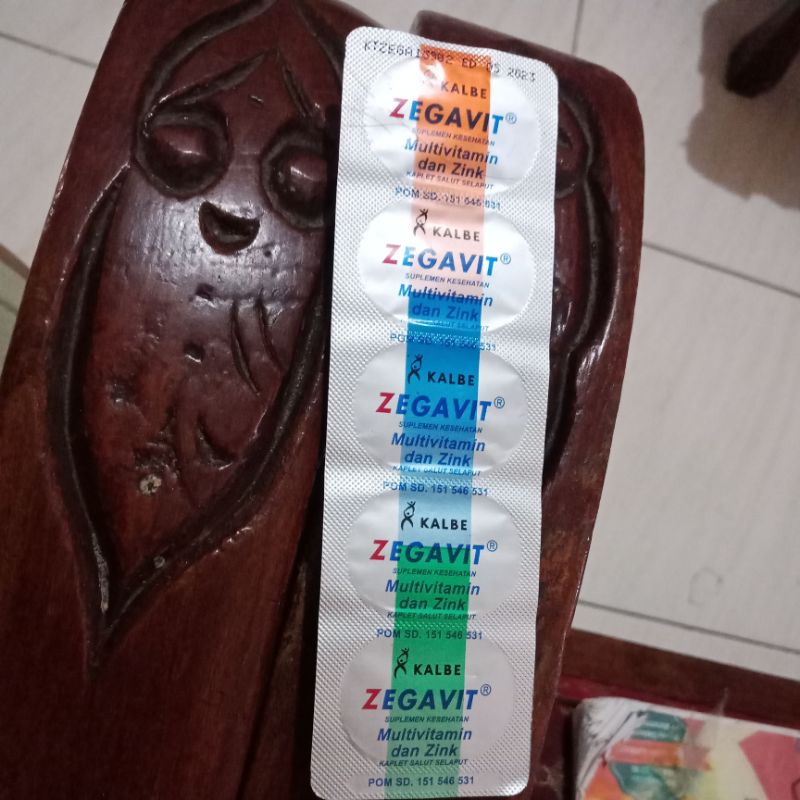 ED 05 2023
KALBE
ZEGAVIT®
SUPLEMEN KESEHATAN
Multivitamin
dan Zink
KAPLET SALUT SELAPUT
POM SD. 151 546 531
KALBE
ZEGAVIT®
SUPLEMEN KESEHATAN
Multivitamin
dan Zink
KAPLET SALUT SELAPUT
POM SD. 151 546 531
KALBE
ZEGAVIT®
SUPLEMEN KESEHATAN
Multivitamin
dan Zink
KAPLET SALUT SELAPUT
POM SD. 151 546 531
KALBE
ZEGAVIT®
SUPLEMEN KESEHATAN
Multivitamin
dan Zink
KAPLET SALUT SELAPUT
POM SD. 151 546 531
KALBE
ZEGAVIT®
SUPLEMEN KESEHATAN
Multivitamin
dan Zink
KAPLET SALUT SELAPUT
POM SD. 151 546 531